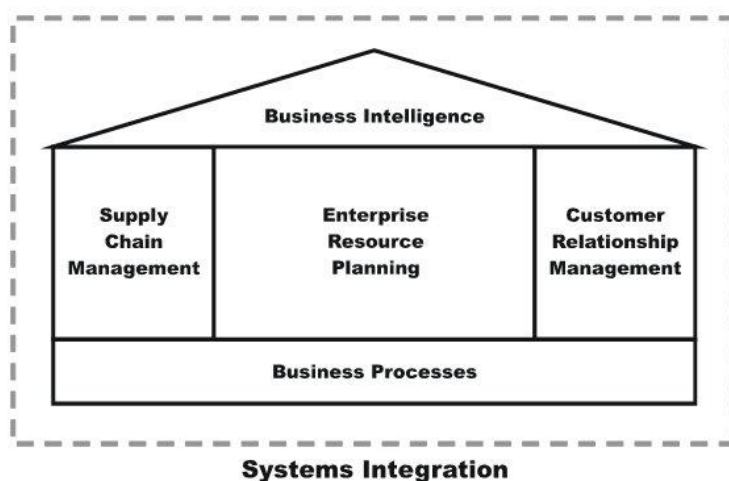 Business Intelligence
Supply
Chain
Management
Enterprise
Resource
Planning
Customer
Relationship
Management
Business Processes
Systems Integration